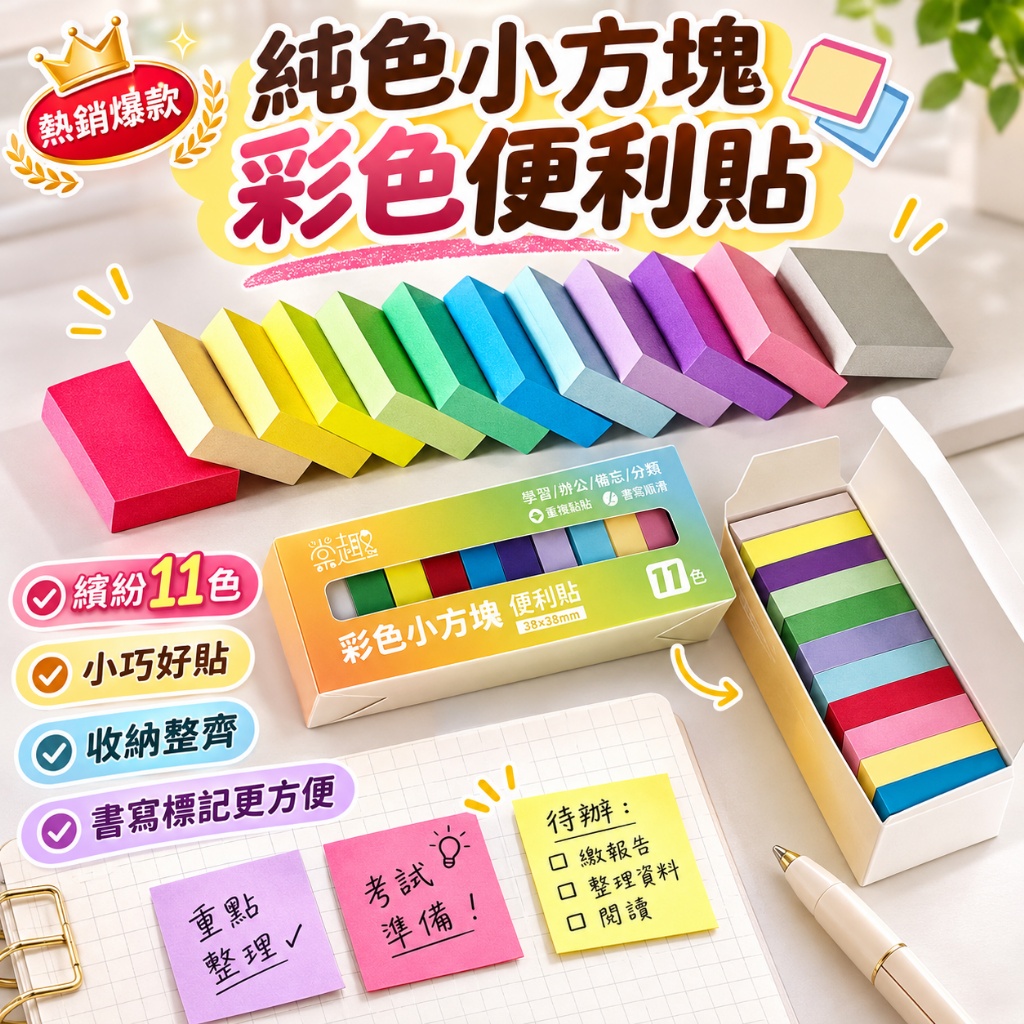 熱銷爆款
純色小方塊
彩色便利貼
學習/辦公/備忘/分類
重複黏貼 書寫順滑
趣
11色
彩色小方塊 便利貼
38x38mm
繽紛11色
小巧好貼
收納整齊
書寫標記更方便
重點
整理✓
考試
準備！
待辦：
□ 繳報告
□ 整理資料
□ 閱讀